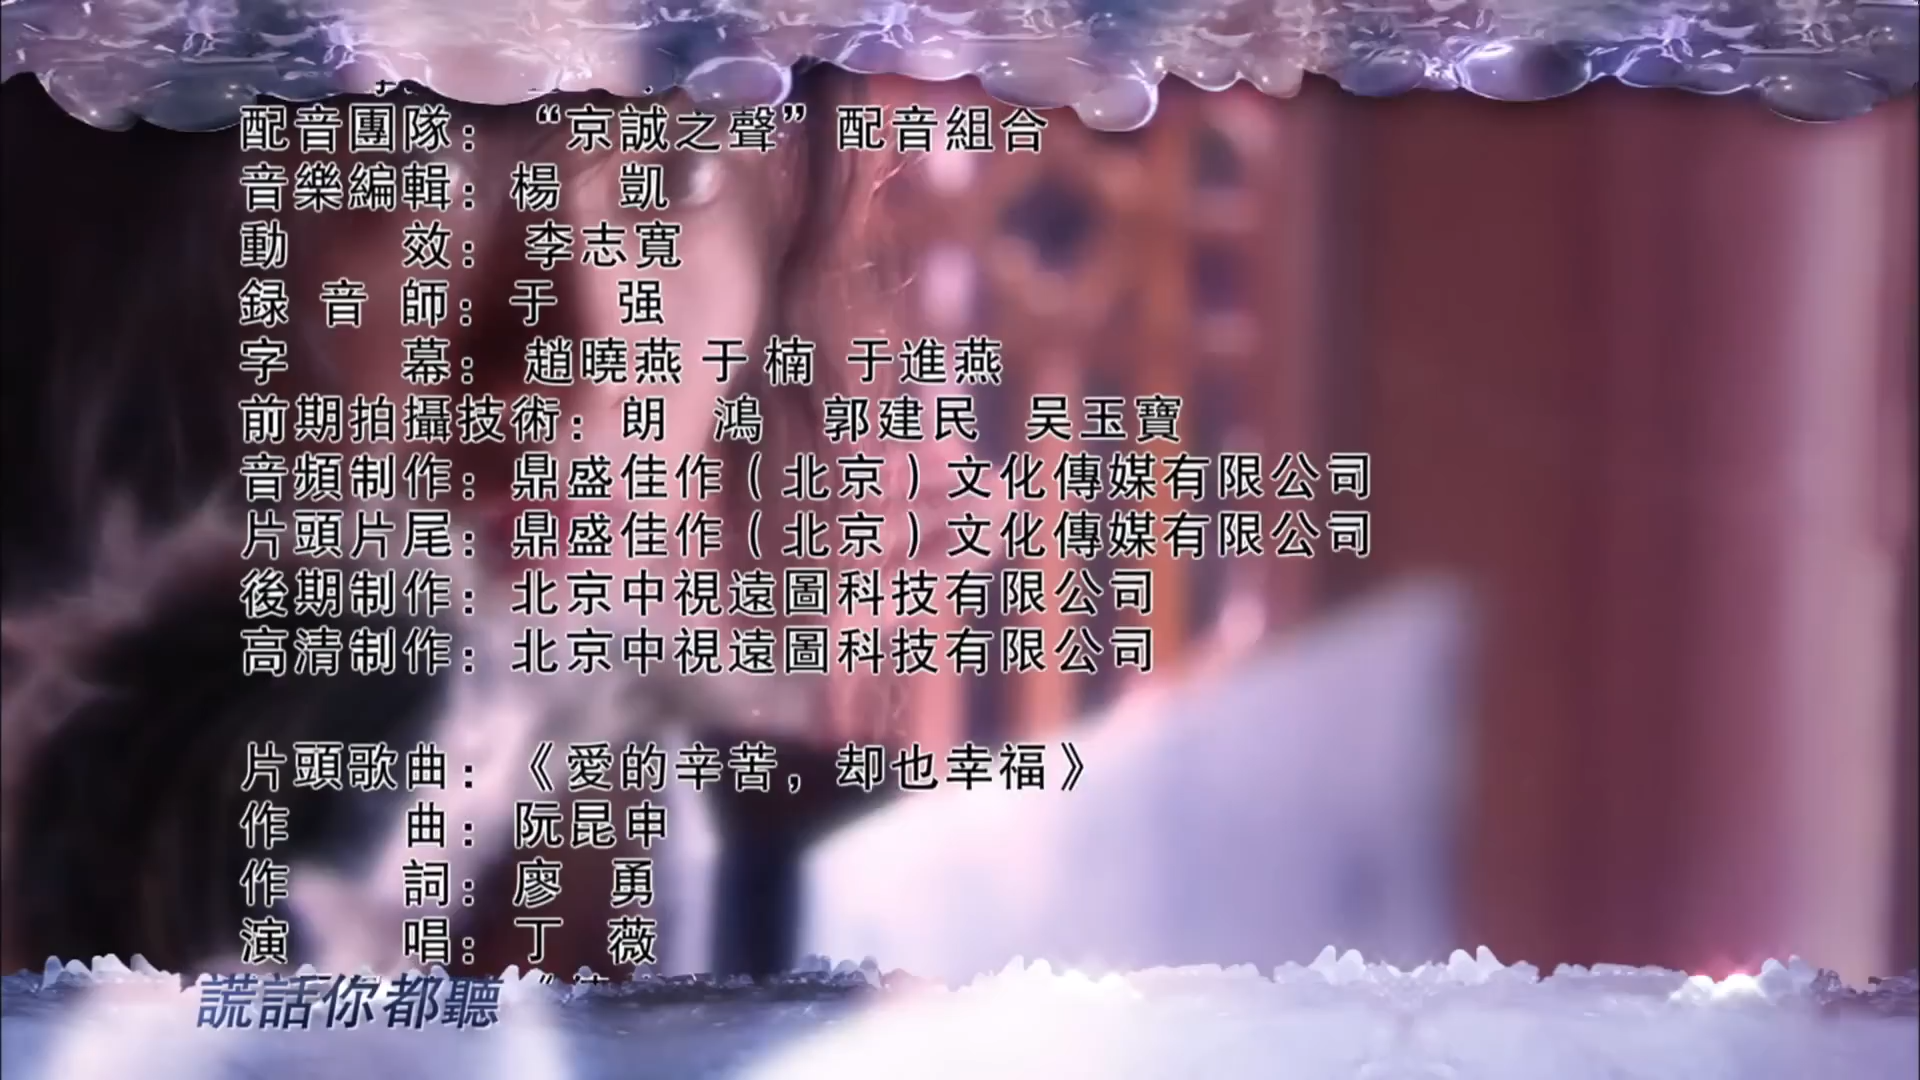 配音團隊：“京誠之聲”配音組合
音樂編輯：楊 凱
動 效：李志寬
録 音 師：于 强
字 幕：趙曉燕 于楠 于進燕
前期拍攝技術：朗 鴻 郭建民 吴玉寶
音頻制作：鼎盛佳作（北京）文化傳媒有限公司
片頭片尾：鼎盛佳作（北京）文化傳媒有限公司
後期制作：北京中視遠圖科技有限公司
高清制作：北京中視遠圖科技有限公司
片頭歌曲：《愛的辛苦，却也幸福》
作 曲：阮昆申
作 詞：廖 勇
演 唱：丁 薇
謊話你都聽